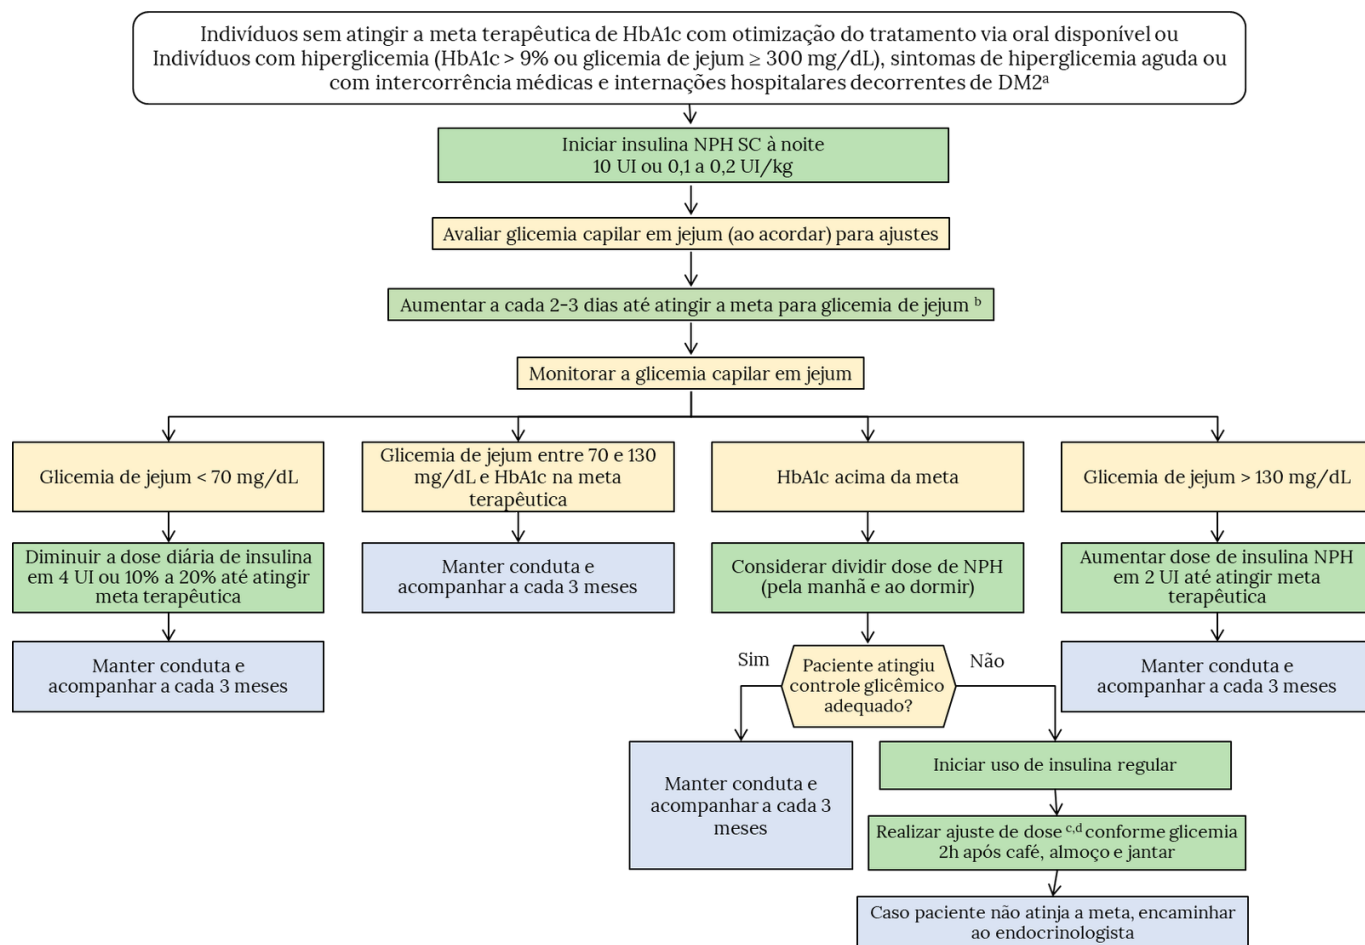 Indivíduos sem atingir a meta terapêutica de HbA1c com otimização do tratamento via oral disponível ou
Indivíduos com hiperglicemia (HbA1c > 9% ou glicemia de jejum ≥ 300 mg/dL), sintomas de hiperglicemia aguda ou
com intercorrência médicas e internações hospitalares decorrentes de DM2ª
Iniciar insulina NPH SC à noite
10 UI ou 0,1 a 0,2 UI/kg
Avaliar glicemia capilar em jejum (ao acordar) para ajustes
Aumentar a cada 2-3 dias até atingir a meta para glicemia de jejum ᵇ
Monitorar a glicemia capilar em jejum
Glicemia de jejum < 70 mg/dL
Diminuir a dose diária de insulina
em 4 UI ou 10% a 20% até atingir
meta terapêutica
Manter conduta e
acompanhar a cada 3 meses
Glicemia de jejum entre 70 e 130
mg/dL e HbA1c na meta
terapêutica
Manter conduta e
acompanhar a cada 3 meses
HbA1c acima da meta
Considerar dividir dose de NPH
(pela manhã e ao dormir)
Paciente atingiu
controle glicêmico
adequado?
Sim
Manter conduta e
acompanhar a cada 3
meses
Não
Iniciar uso de insulina regular
Realizar ajuste de dose ᶜ,ᵈ conforme glicemia
2h após café, almoço e jantar
Caso paciente não atinja a meta, encaminhar
ao endocrinologista
Glicemia de jejum > 130 mg/dL
Aumentar dose de insulina NPH
em 2 UI até atingir meta
terapêutica
Manter conduta e
acompanhar a cada 3 meses